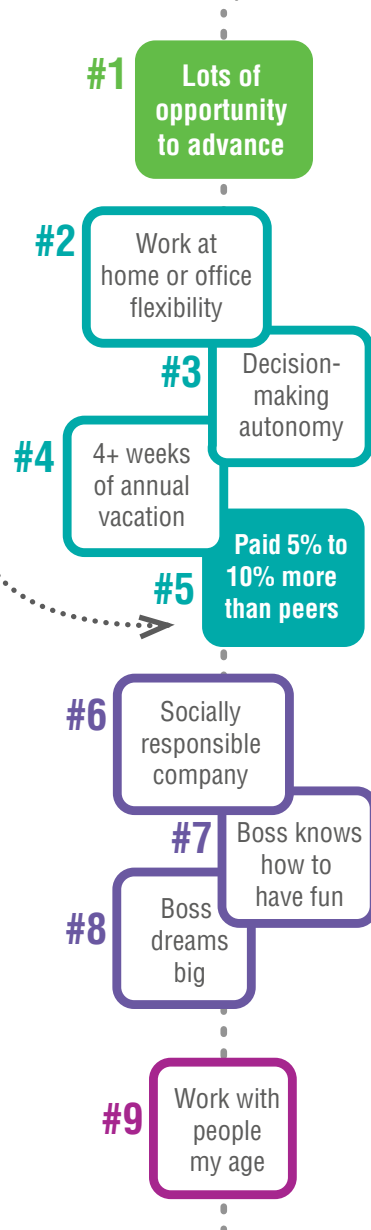 #1
Lots of
opportunity
to advance
#2
Work at
home or office
flexibility
#3
Decision-
making
autonomy
#4
4+ weeks
of annual
vacation
#5
Paid 5% to
10% more
than peers
#6
Socially
responsible
company
#7
Boss knows
how to
have fun
#8
Boss
dreams
big
#9
Work with
people
my age